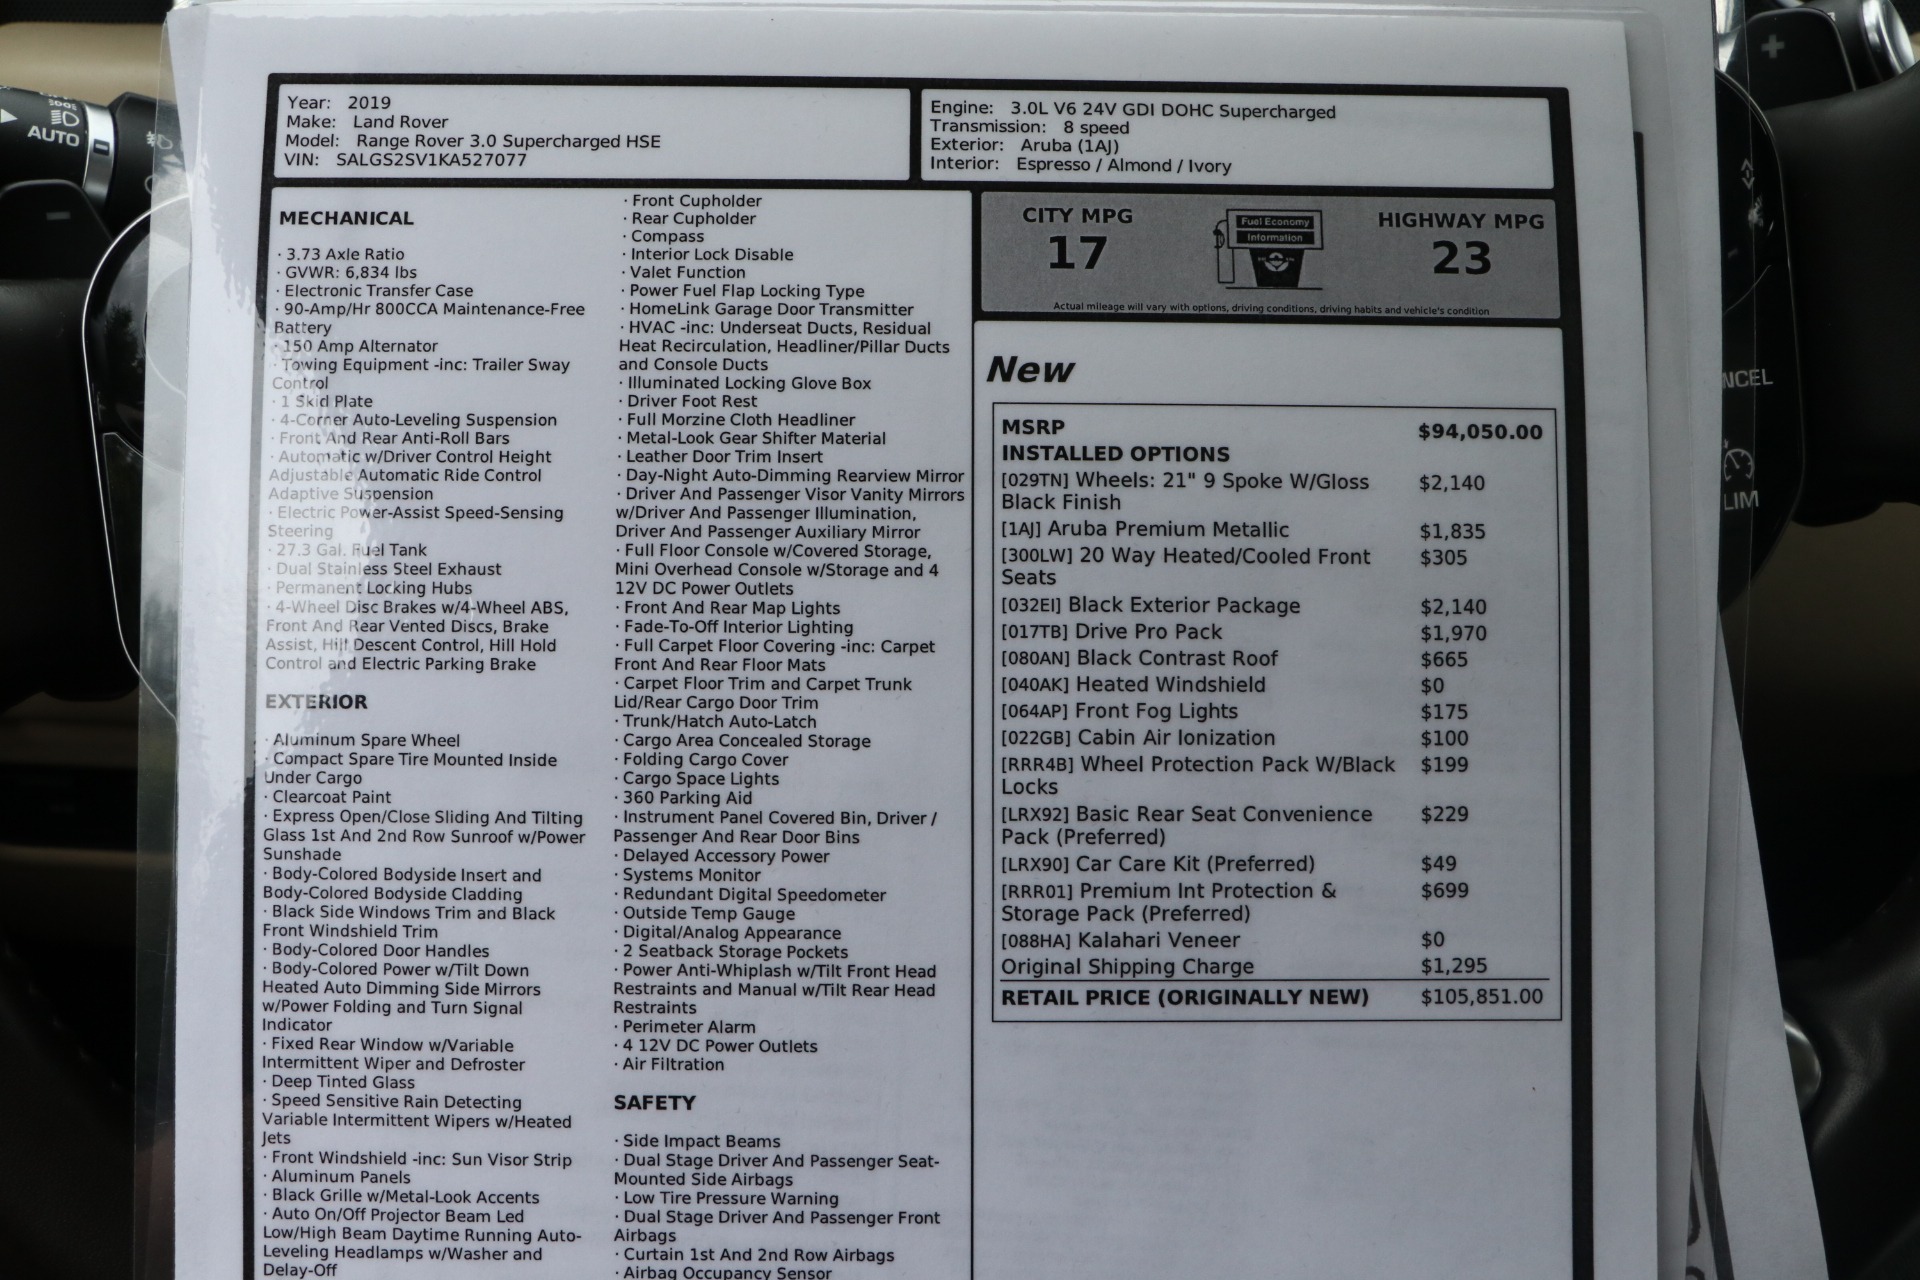 Year: 2019
Make: Land Rover
Model: Range Rover 3.0 Supercharged HSE
VIN: SALGS2SV1KA527077
Engine: 3.0L V6 24V GDI DOHC Supercharged
Transmission: 8 speed
Exterior: Aruba (1AJ)
Interior: Espresso / Almond / Ivory
MECHANICAL
· 3.73 Axle Ratio
· GVWR: 6,834 lbs
· Electronic Transfer Case
· 90-Amp/Hr 800CCA Maintenance-Free
Battery
· 150 Amp Alternator
· Towing Equipment -inc: Trailer Sway
Control
· 1 Skid Plate
· 4-Corner Auto-Leveling Suspension
· Front And Rear Anti-Roll Bars
· Automatic w/Driver Control Height
Adjustable Automatic Ride Control
Adaptive Suspension
· Electric Power-Assist Speed-Sensing
Steering
· 27.3 Gal. Fuel Tank
· Dual Stainless Steel Exhaust
· Permanent Locking Hubs
· 4-Wheel Disc Brakes w/4-Wheel ABS,
Front And Rear Vented Discs, Brake
Assist, Hill Descent Control, Hill Hold
Control and Electric Parking Brake
EXTERIOR
· Aluminum Spare Wheel
· Compact Spare Tire Mounted Inside
Under Cargo
· Clearcoat Paint
· Express Open/Close Sliding And Tilting
Glass 1st And 2nd Row Sunroof w/Power
Sunshade
· Body-Colored Bodyside Insert and
Body-Colored Bodyside Cladding
· Black Side Windows Trim and Black
Front Windshield Trim
· Body-Colored Door Handles
· Body-Colored Power w/Tilt Down
Heated Auto Dimming Side Mirrors
w/Power Folding and Turn Signal
Indicator
· Fixed Rear Window w/Variable
Intermittent Wiper and Defroster
· Deep Tinted Glass
· Speed Sensitive Rain Detecting
Variable Intermittent Wipers w/Heated
Jets
· Front Windshield -inc: Sun Visor Strip
· Aluminum Panels
· Black Grille w/Metal-Look Accents
· Auto On/Off Projector Beam Led
Low/High Beam Daytime Running Auto-
Leveling Headlamps w/Washer and
Delay-Off
· Front Cupholder
· Rear Cupholder
· Compass
· Interior Lock Disable
· Valet Function
· Power Fuel Flap Locking Type
· HomeLink Garage Door Transmitter
· HVAC -inc: Underseat Ducts, Residual
Heat Recirculation, Headliner/Pillar Ducts
and Console Ducts
· Illuminated Locking Glove Box
· Driver Foot Rest
· Full Morzine Cloth Headliner
· Metal-Look Gear Shifter Material
· Leather Door Trim Insert
· Day-Night Auto-Dimming Rearview Mirror
· Driver And Passenger Visor Vanity Mirrors
w/Driver And Passenger Illumination,
Driver And Passenger Auxiliary Mirror
· Full Floor Console w/Covered Storage,
Mini Overhead Console w/Storage and 4
12V DC Power Outlets
· Front And Rear Map Lights
· Fade-To-Off Interior Lighting
· Full Carpet Floor Covering -inc: Carpet
Front And Rear Floor Mats
· Carpet Floor Trim and Carpet Trunk
Lid/Rear Cargo Door Trim
· Trunk/Hatch Auto-Latch
· Cargo Area Concealed Storage
· Folding Cargo Cover
· Cargo Space Lights
· 360 Parking Aid
· Instrument Panel Covered Bin, Driver /
Passenger And Rear Door Bins
· Delayed Accessory Power
· Systems Monitor
· Redundant Digital Speedometer
· Outside Temp Gauge
· Digital/Analog Appearance
· 2 Seatback Storage Pockets
· Power Anti-Whiplash w/Tilt Front Head
Restraints and Manual w/Tilt Rear Head
Restraints
· Perimeter Alarm
· 4 12V DC Power Outlets
· Air Filtration
SAFETY
· Side Impact Beams
· Dual Stage Driver And Passenger Seat-
Mounted Side Airbags
· Low Tire Pressure Warning
· Dual Stage Driver And Passenger Front
Airbags
· Curtain 1st And 2nd Row Airbags
· Airbag Occupancy Sensor
CITY MPG
17
Fuel Economy
Information
HIGHWAY MPG
23
Actual mileage will vary with options, driving conditions, driving habits and vehicle's condition
New
MSRP $94,050.00
INSTALLED OPTIONS
[029TN] Wheels: 21" 9 Spoke W/Gloss $2,140
Black Finish
[1AJ] Aruba Premium Metallic $1,835
[300LW] 20 Way Heated/Cooled Front $305
Seats
[032EI] Black Exterior Package $2,140
[017TB] Drive Pro Pack $1,970
[080AN] Black Contrast Roof $665
[040AK] Heated Windshield $0
[064AP] Front Fog Lights $175
[022GB] Cabin Air Ionization $100
[RRR4B] Wheel Protection Pack W/Black $199
Locks
[LRX92] Basic Rear Seat Convenience $229
Pack (Preferred)
[LRX90] Car Care Kit (Preferred) $49
[RRR01] Premium Int Protection & $699
Storage Pack (Preferred)
[088HA] Kalahari Veneer $0
Original Shipping Charge $1,295
RETAIL PRICE (ORIGINALLY NEW) $105,851.00
AUTO
NCEL
LIM